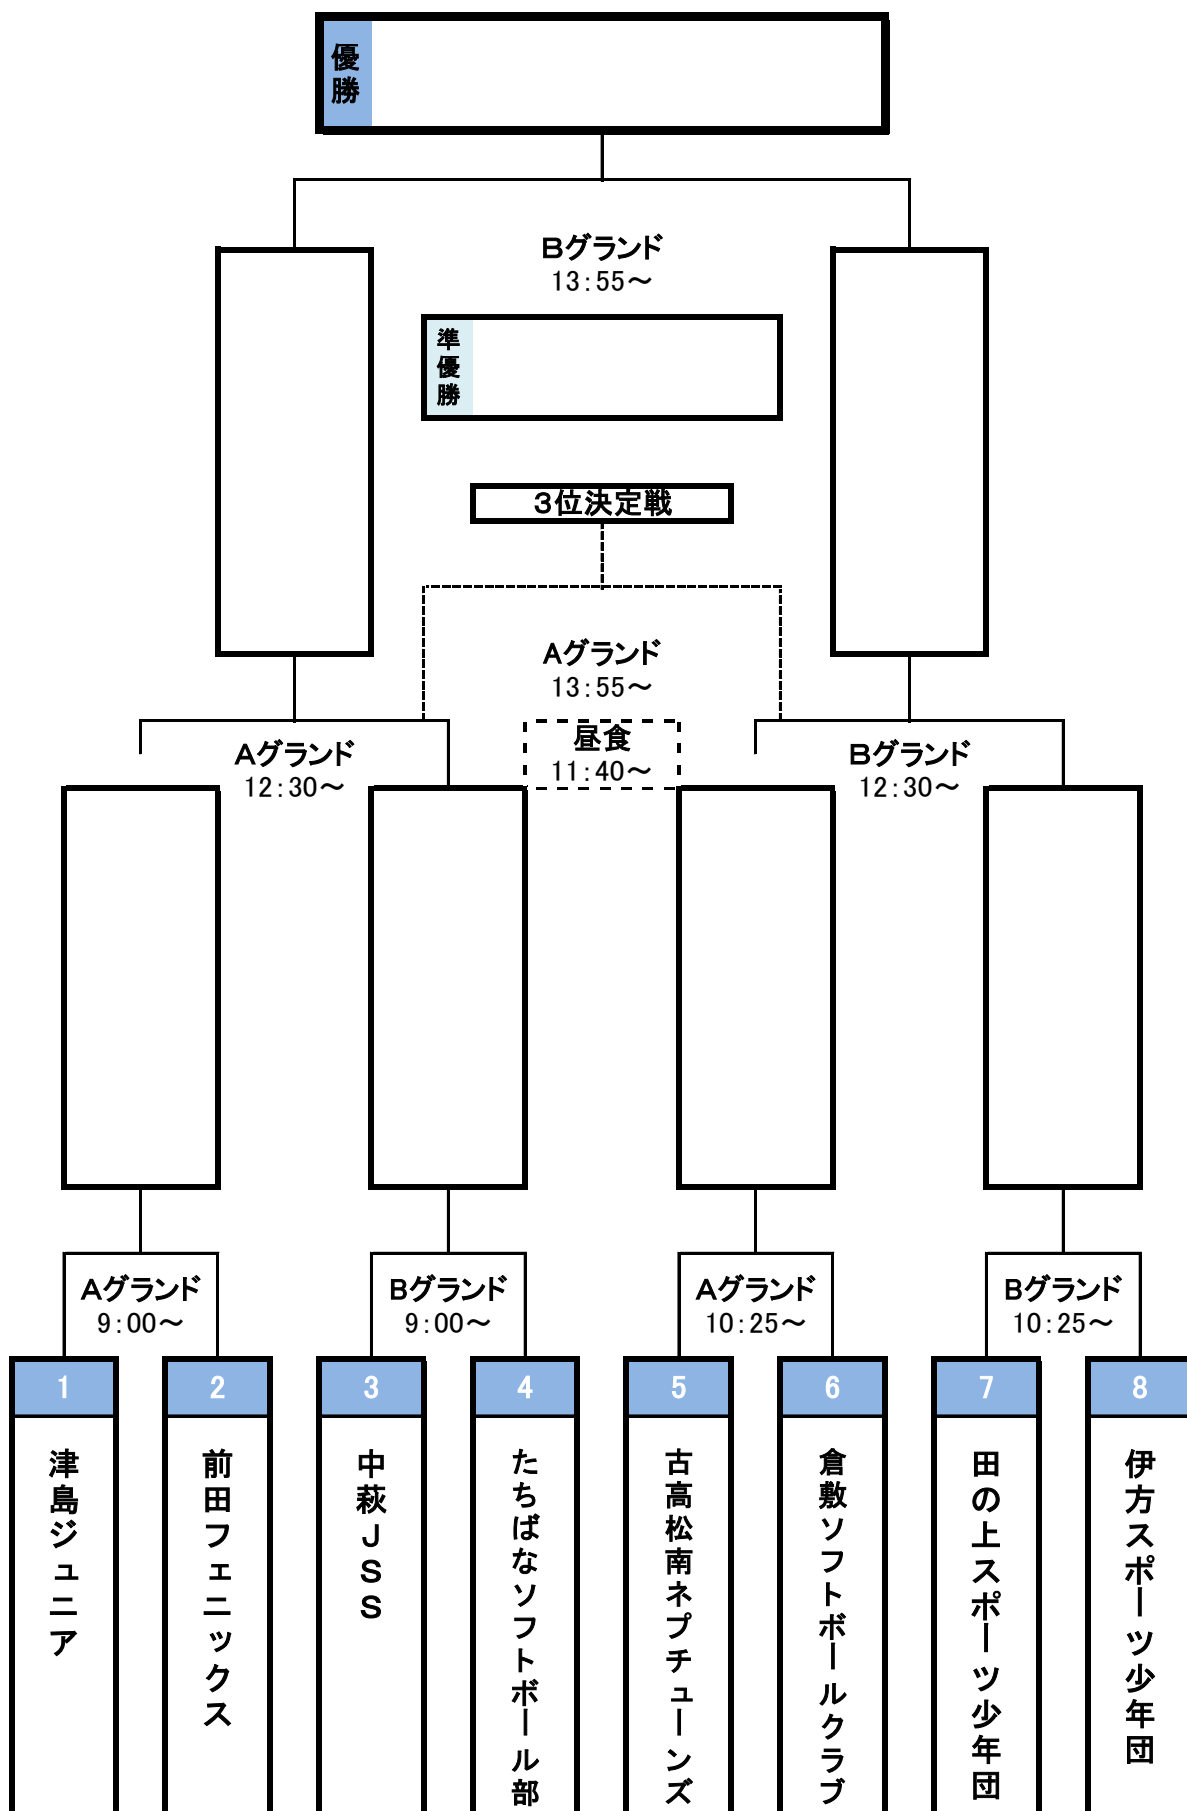 優勝
Bグランド
13:55～
準優勝
3位決定戦
Aグランド
13:55～
昼食
11:40～
Aグランド
12:30～
Bグランド
12:30～
Aグランド
9:00～
Bグランド
9:00～
Aグランド
10:25～
Bグランド
10:25～
1
2
3
4
5
6
7
8
津島ジュニア
前田フェニックス
中萩JSS
たちばなソフトボール部
古高松南ネプチューンズ
倉敷ソフトボールクラブ
田の上スポーツ少年団
伊方スポーツ少年団